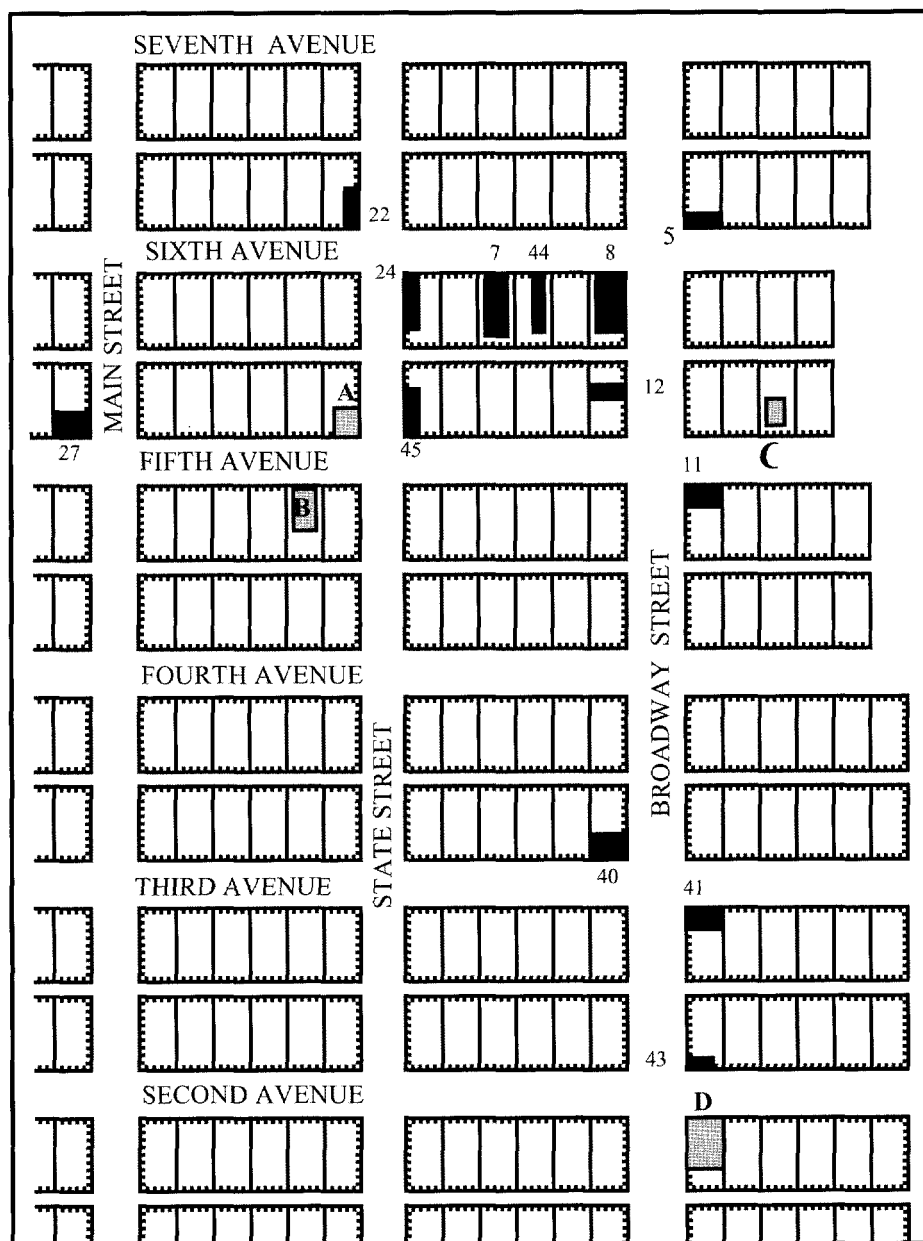 SEVENTH AVENUE
22
5
SIXTH AVENUE
7
44
8
24
MAIN STREET
A
12
27
45
C
FIFTH AVENUE
11
B
BROADWAY STREET
FOURTH AVENUE
STATE STREET
40
THIRD AVENUE
41
43
SECOND AVENUE
D